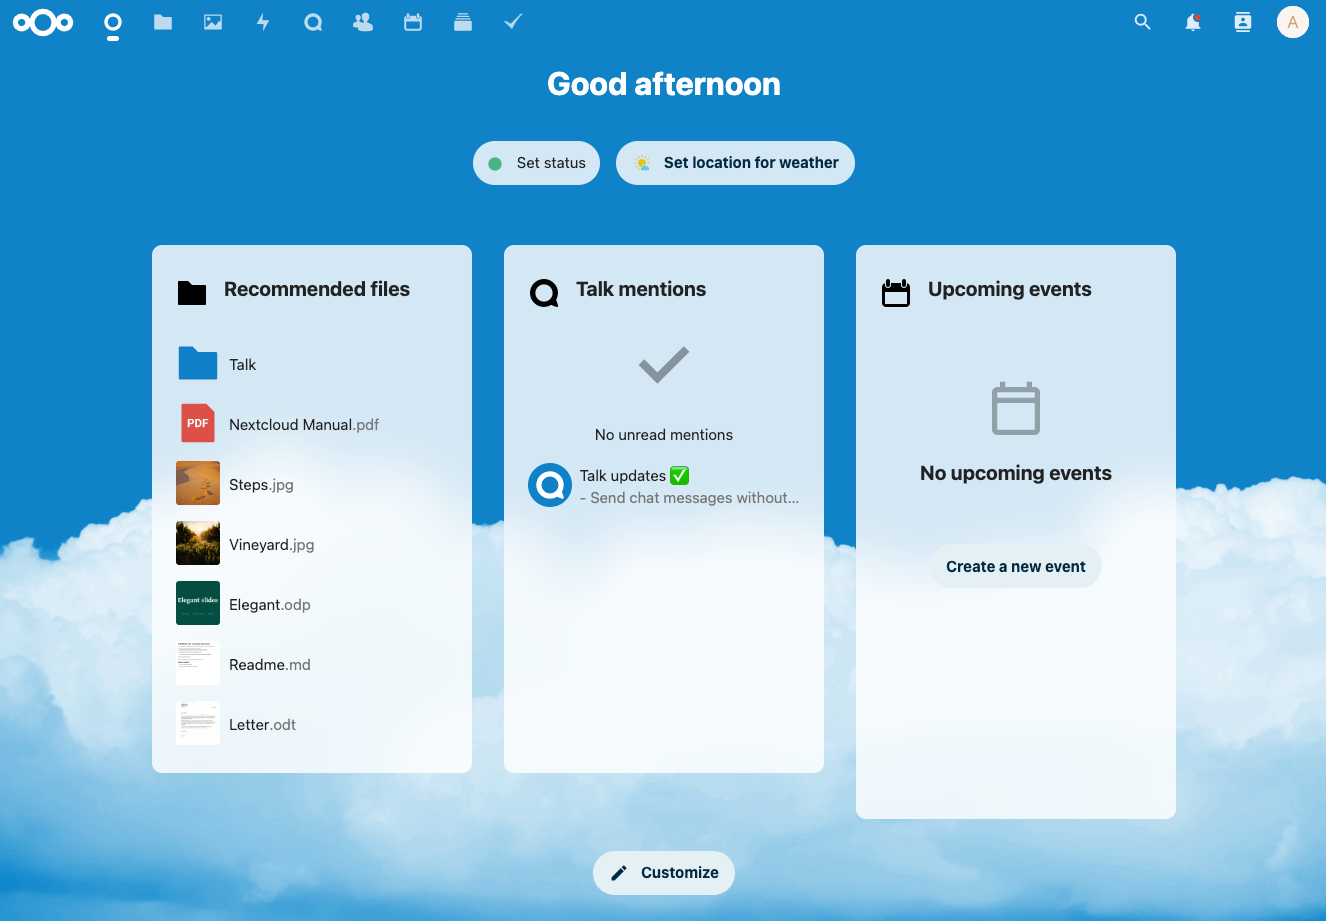 A
Good afternoon
Set status
Set location for weather
Recommended files
Talk
PDF
Nextcloud Manual.pdf
Steps.jpg
Vineyard.jpg
Elegant slides
Elegant.odp
Readme.md
Letter.odt
Talk mentions
No unread mentions
Talk updates ✅
- Send chat messages without...
Upcoming events
No upcoming events
Create a new event
Customize